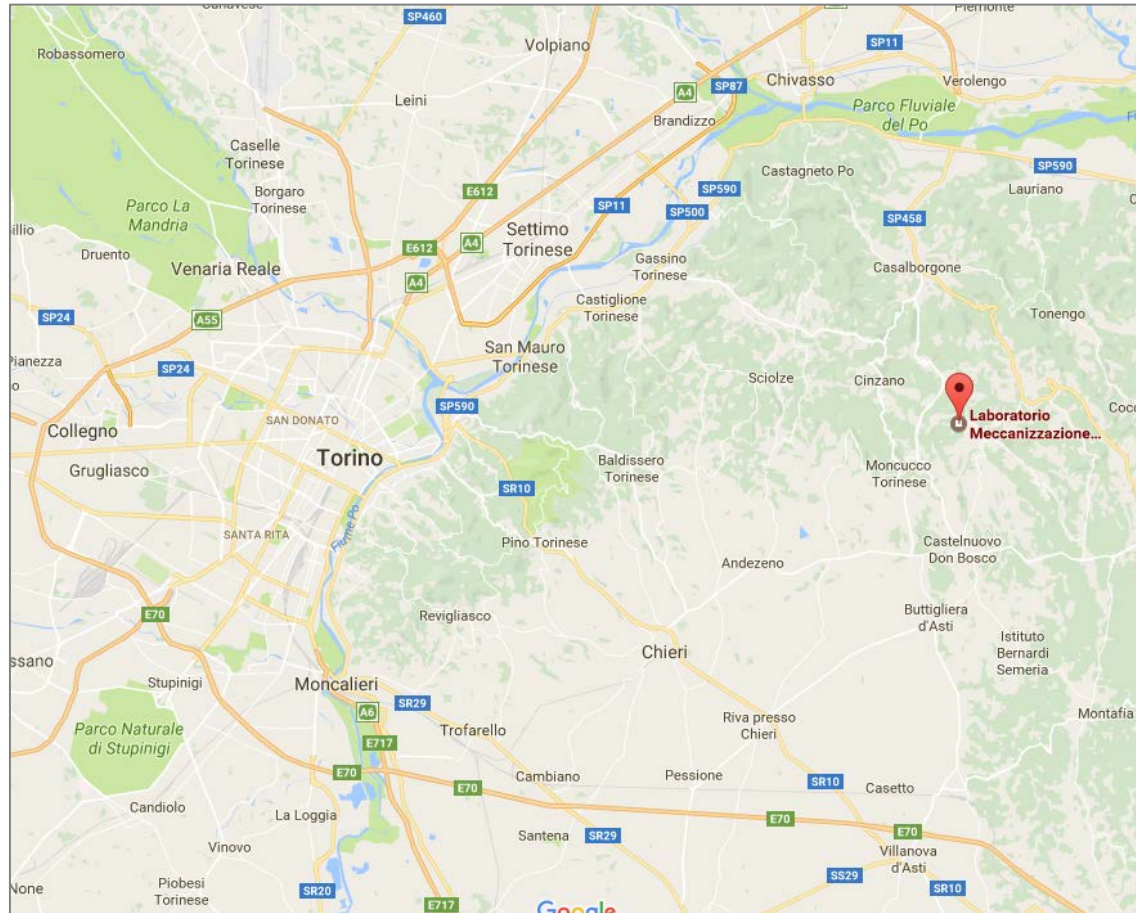 Canavese
SP460
Piemonte
Robassomero
Volpiano
SP11
Chivasso
Verolengo
A4
SP87
Leini
Brandizzo
Parco Fluviale
del Po
Caselle
Torinese
SP590
Castagneto Po
Borgaro
Torinese
E612
SP590
Lauriano
Parco La
Mandria
SP11
SP500
SP458
Settimo
Torinese
illio
Druento
E612
A4
Gassino
Torinese
Venaria Reale
A4
Casalborgone
Castiglione
Torinese
SP24
A55
Tonengo
Pianezza
SP24
San Mauro
Torinese
Sciolze
Cinzano
SP590
Laboratorio
Meccanizzazione...
Cocc
SAN DONATO
Collegno
Torino
Grugliasco
Baldissero
Torinese
Moncucco
Torinese
SR10
Fiume Po
SANTA RITA
Pino Torinese
Castelnuovo
Don Bosco
Andezeno
E70
Revigliasco
Buttigliera
d'Asti
Istituto
Bernardi
Semeria
Chieri
ssano
Stupinigi
Moncalieri
SR29
A6
Montafia
Parco Naturale
di Stupinigi
Trofarello
Riva presso
Chieri
E717
E70
Cambiano
Pessione
SR10
Casetto
E70
Candiolo
La Loggia
E70
E70
Santena
SR29
Vinovo
Villanova
d'Asti
SS29
SR10
None
Piobesi
Torinese
SR20
E717
Google